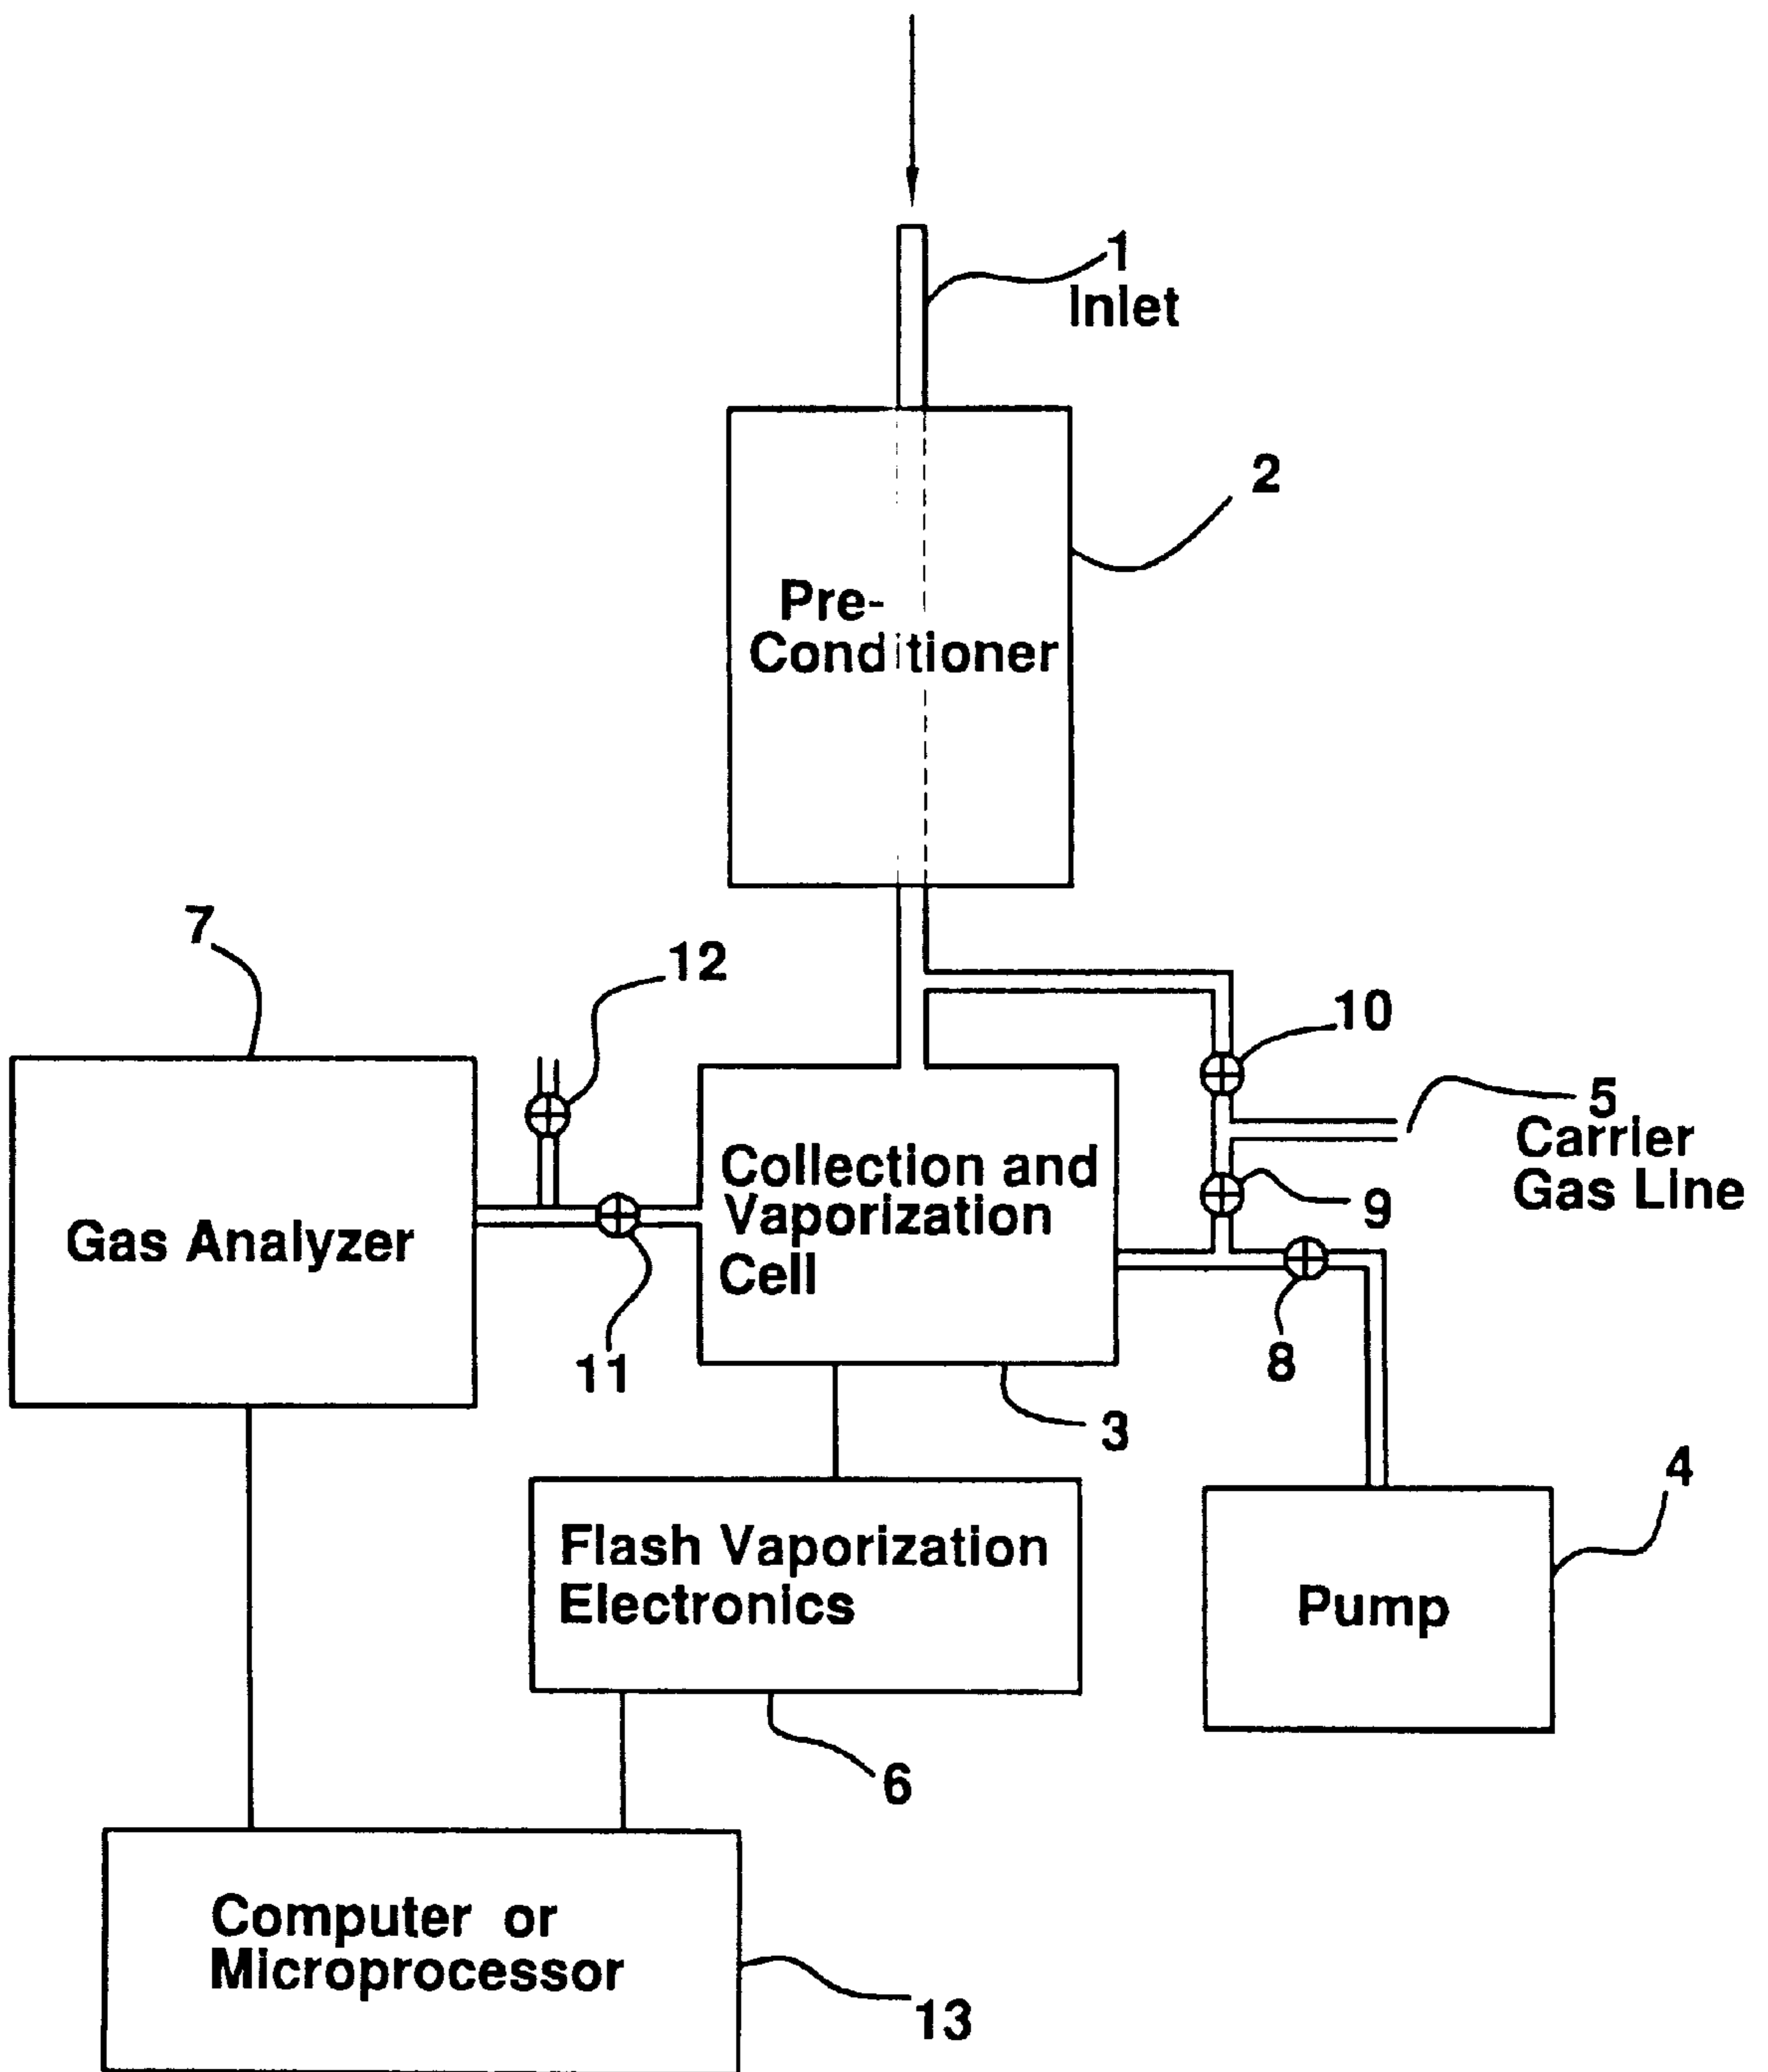 1
Inlet
2
Pre-
Conditioner
7
12
10
5
Carrier
Gas Line
Collection and
Vaporization
Cell
9
Gas Analyzer
11
8
3
4
Flash Vaporization
Electronics
Pump
6
Computer or
Microprocessor
13